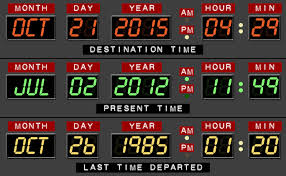 MONTH DAY YEAR AM HOUR MIN
OCT 21 2015 PM 04 : 29
DESTINATION TIME
MONTH DAY YEAR AM HOUR MIN
JUL 02 2012 PM 11 : 49
PRESENT TIME
MONTH DAY YEAR AM HOUR MIN
OCT 26 1985 PM 01 : 20
LAST TIME DEPARTED